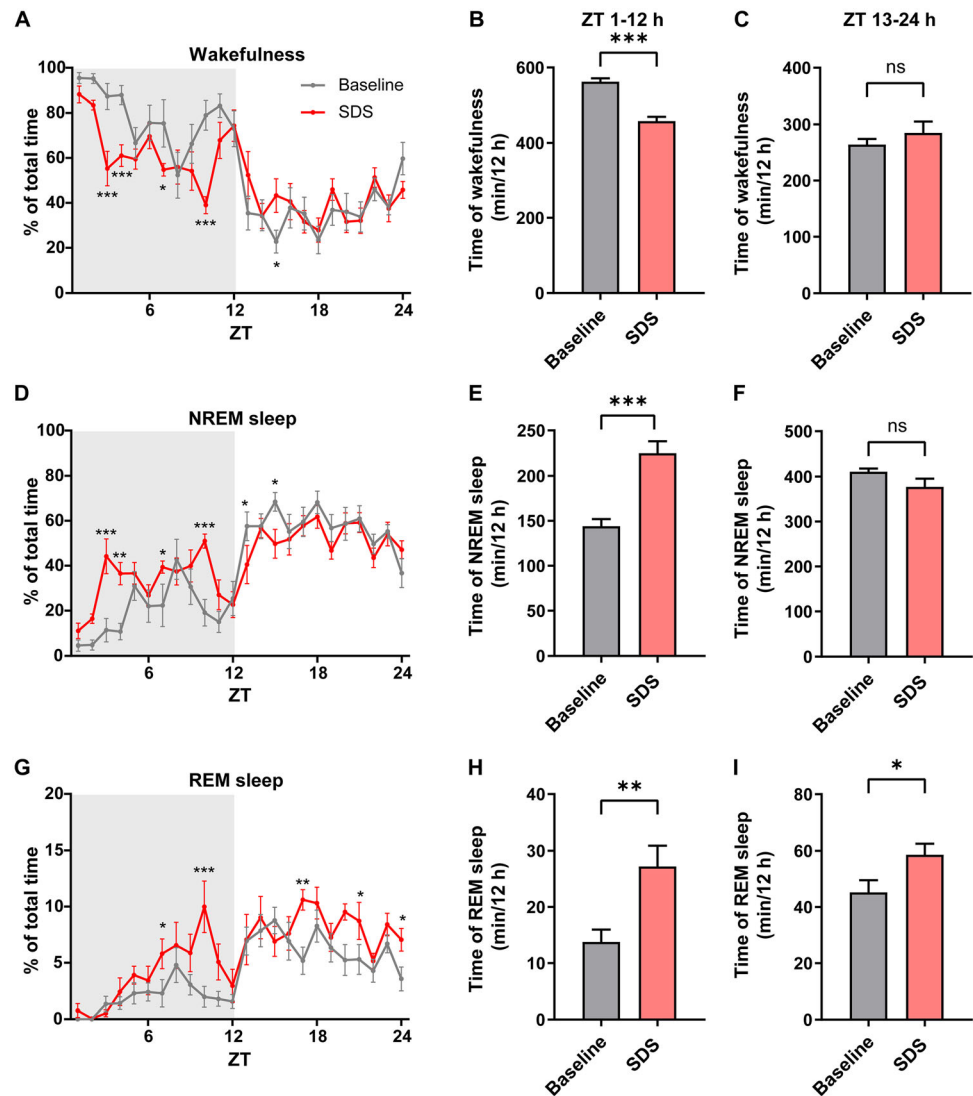 A
Wakefulness
% of total time
100
80
60
40
20
0
6
12
18
24
ZT
Baseline
SDS
***
***
*
***
*
B
ZT 1-12 h
***
Time of wakefulness
(min/12 h)
600
400
200
0
Baseline
SDS
C
ZT 13-24 h
ns
Time of wakefulness
(min/12 h)
400
300
200
100
0
Baseline
SDS
D
NREM sleep
% of total time
100
80
60
40
20
0
6
12
18
24
ZT
***
**
*
***
*
*
E
***
Time of NREM sleep
(min/12 h)
250
200
150
100
50
0
Baseline
SDS
F
ns
Time of NREM sleep
(min/12 h)
500
400
300
200
100
0
Baseline
SDS
G
REM sleep
% of total time
20
15
10
5
0
6
12
18
24
ZT
*
***
**
*
*
H
**
Time of REM sleep
(min/12 h)
40
30
20
10
0
Baseline
SDS
I
*
Time of REM sleep
(min/12 h)
80
60
40
20
0
Baseline
SDS